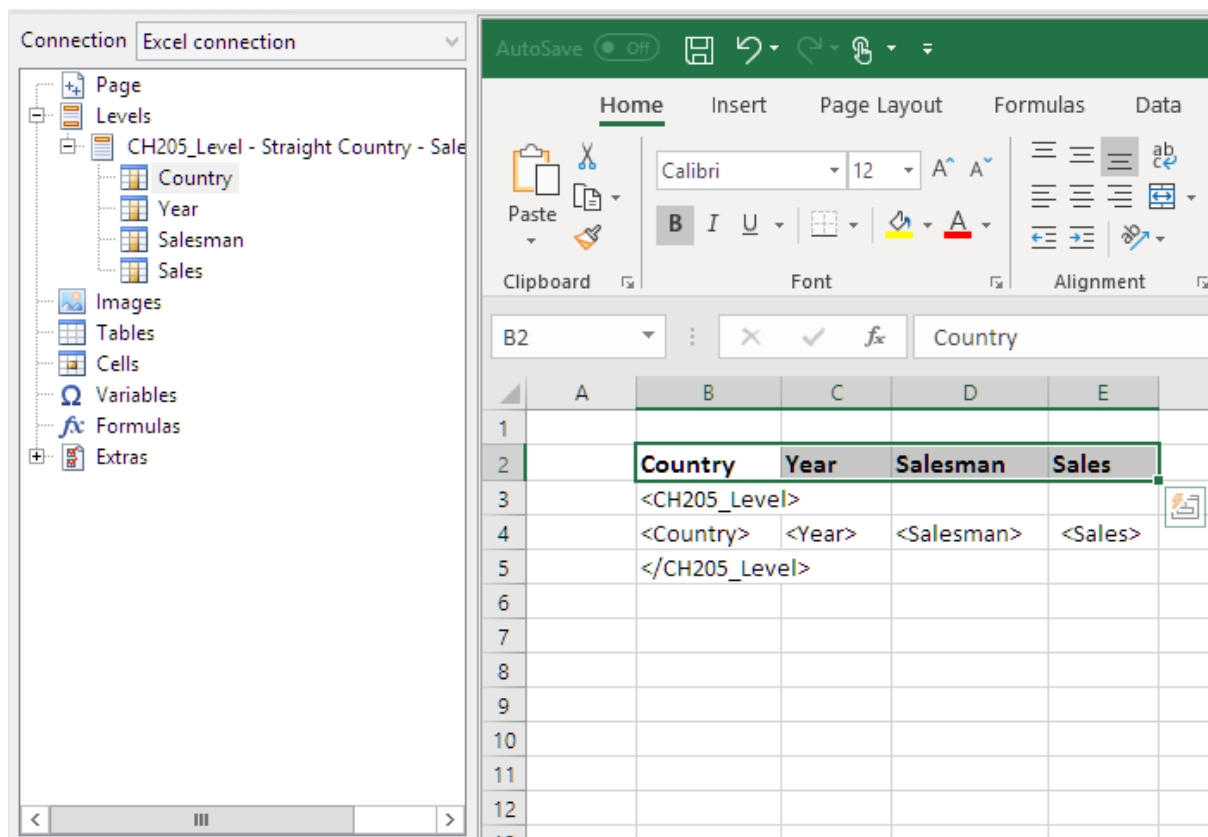 Connection Excel connection
Page
Levels
CH205_Level - Straight Country - Sale
Country
Year
Salesman
Sales
Images
Tables
Cells
Variables
Formulas
Extras
AutoSave Off
Home Insert Page Layout Formulas Data
Calibri 12 A A ab
Paste B I U A
Clipboard Font Alignment
B2 fx Country
A B C D E
1
2 Country Year Salesman Sales
3 <CH205_Level>
4 <Country> <Year> <Salesman> <Sales>
5 </CH205_Level>
6
7
8
9
10
11
12